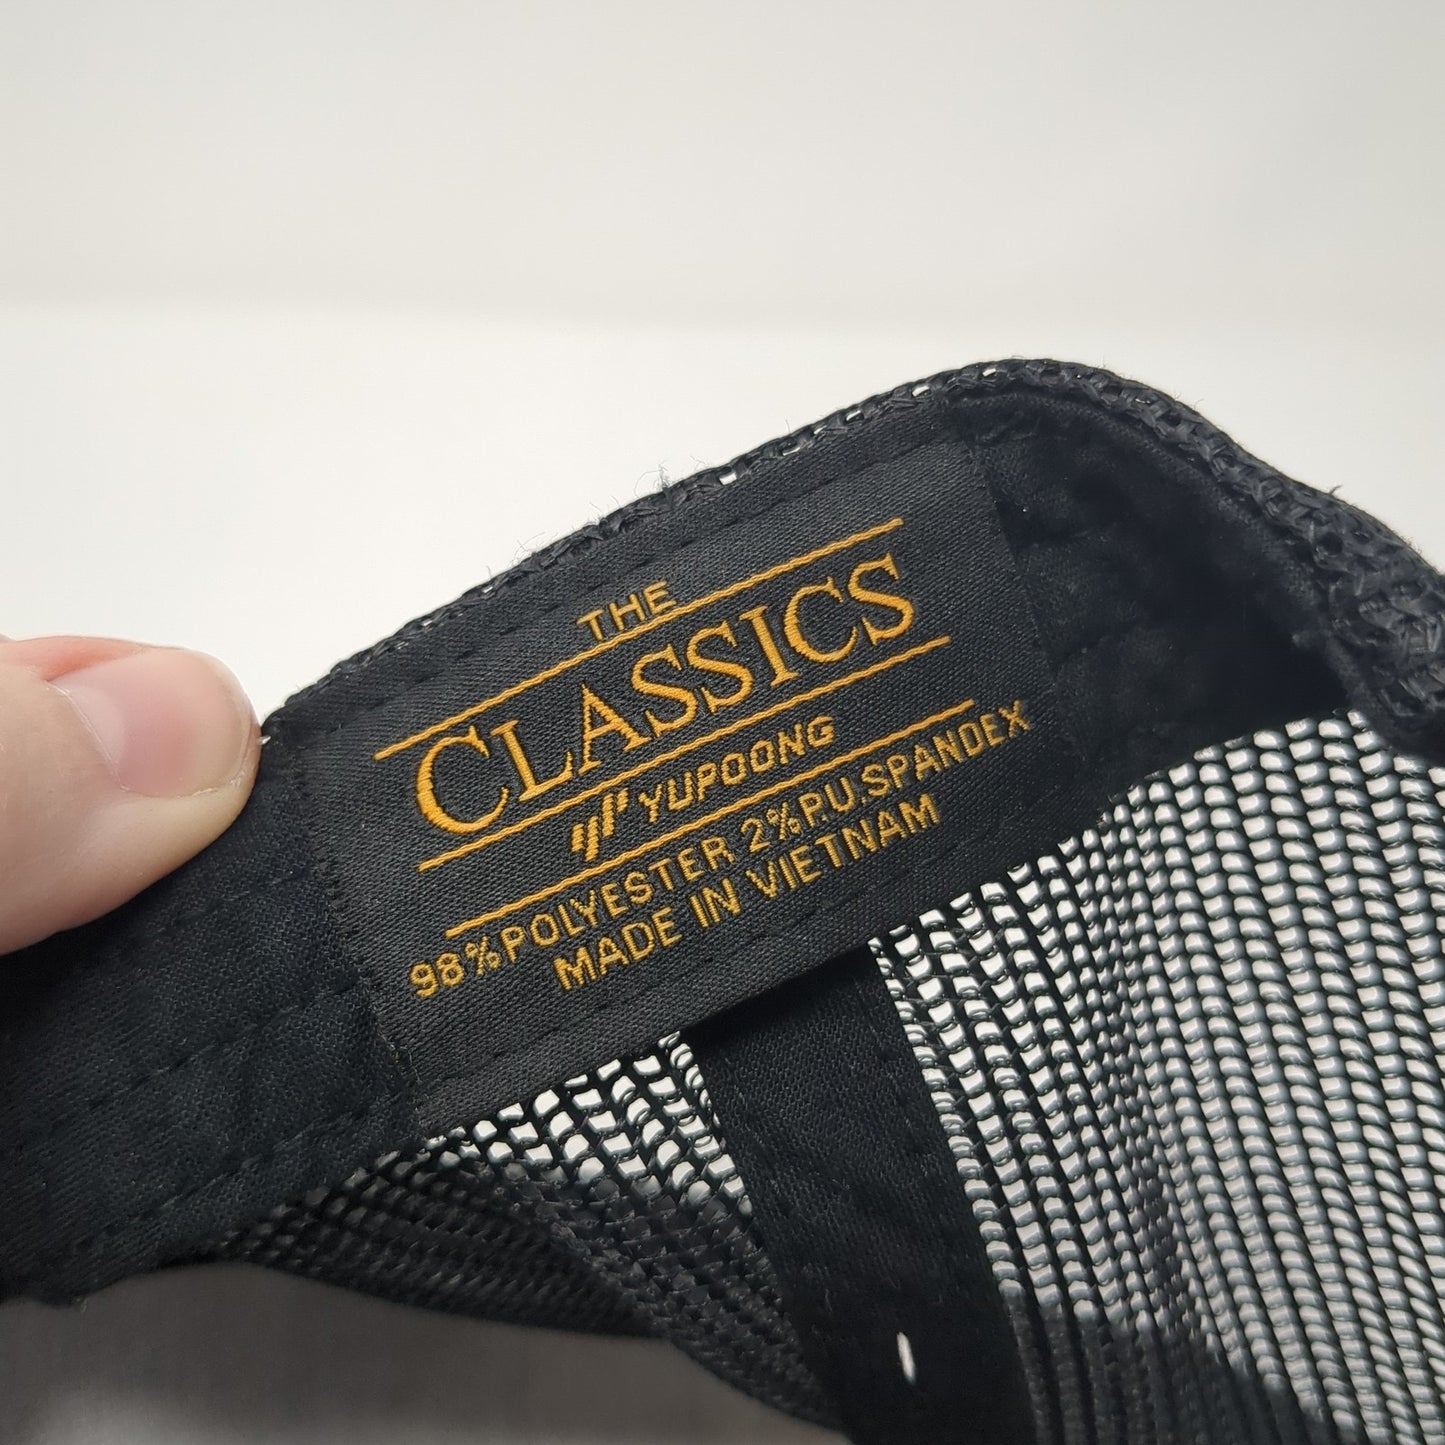 THE
CLASSICS
YUPOONG
98% POLYESTER 2% P.U. SPANDEX
MADE IN VIETNAM